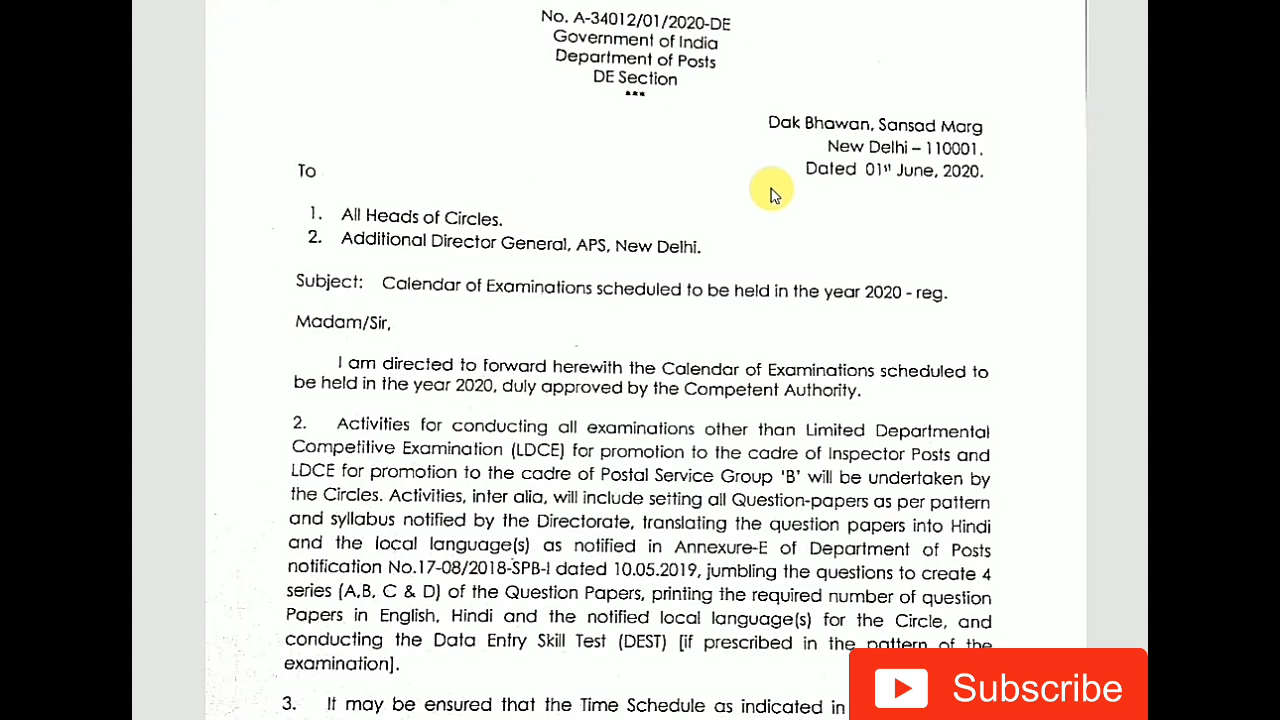 No. A-34012/01/2020-DE
Government of India
Department of Posts
DE Section
***
Dak Bhawan, Sansad Marg
New Delhi – 110001.
Dated 01st June, 2020.
To
1. All Heads of Circles.
2. Additional Director General, APS, New Delhi.
Subject: Calendar of Examinations scheduled to be held in the year 2020 - reg.
Madam/Sir,
I am directed to forward herewith the Calendar of Examinations scheduled to
be held in the year 2020, duly approved by the Competent Authority.
2. Activities for conducting all examinations other than Limited Departmental
Competitive Examination (LDCE) for promotion to the cadre of Inspector Posts and
LDCE for promotion to the cadre of Postal Service Group 'B' will be undertaken by
the Circles. Activities, inter alia, will include setting all Question-papers as per pattern
and syllabus notified by the Directorate, translating the question papers into Hindi
and the local language(s) as notified in Annexure-E of Department of Posts
notification No.17-08/2018-SPB-I dated 10.05.2019, jumbling the questions to create 4
series (A,B, C & D) of the Question Papers, printing the required number of question
Papers in English, Hindi and the notified local language(s) for the Circle, and
conducting the Data Entry Skill Test (DEST) [if prescribed in the pattern of the
examination].
3. It may be ensured that the Time Schedule as indicated in
Subscribe